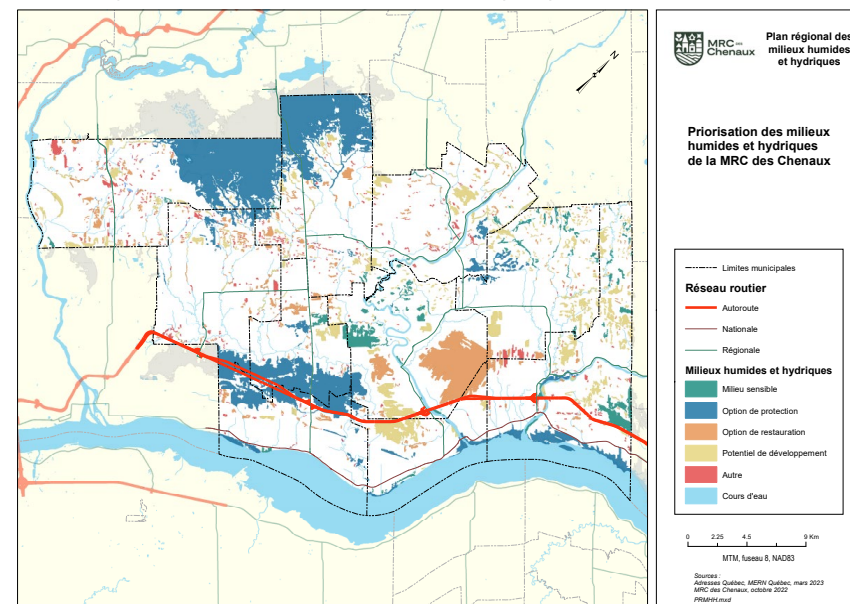 MRC DES
Chenaux
Plan régional des
milieux humides
et hydriques
N
Priorisation des milieux
humides et hydriques
de la MRC des Chenaux
Limites municipales
Réseau routier
Autoroute
Nationale
Régionale
Milieux humides et hydriques
Milieu sensible
Option de protection
Option de restauration
Potentiel de développement
Autre
Cours d'eau
0 2.25 4.5 9 Km
MTM, fuseau 8, NAD83
Sources :
Adresses Québec, MERN Québec, mars 2023
MRC des Chenaux, octobre 2022
PRMHH.mxd